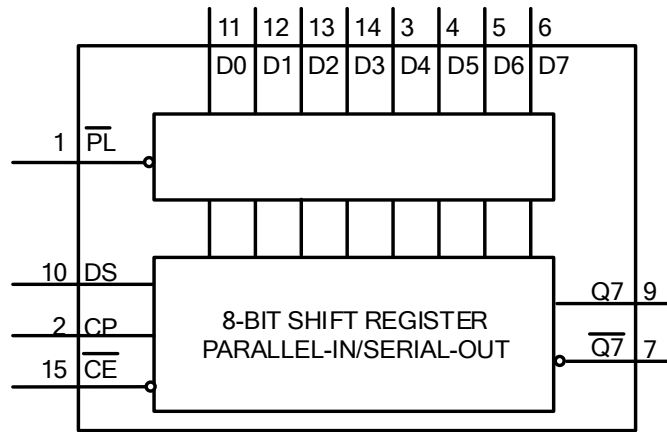 11 12 13 14 3 4 5 6
D0 D1 D2 D3 D4 D5 D6 D7
1 PL
10 DS
Q7 9
8-BIT SHIFT REGISTER
2 CP
PARALLEL-IN/SERIAL-OUT
Q7 7
15 CE